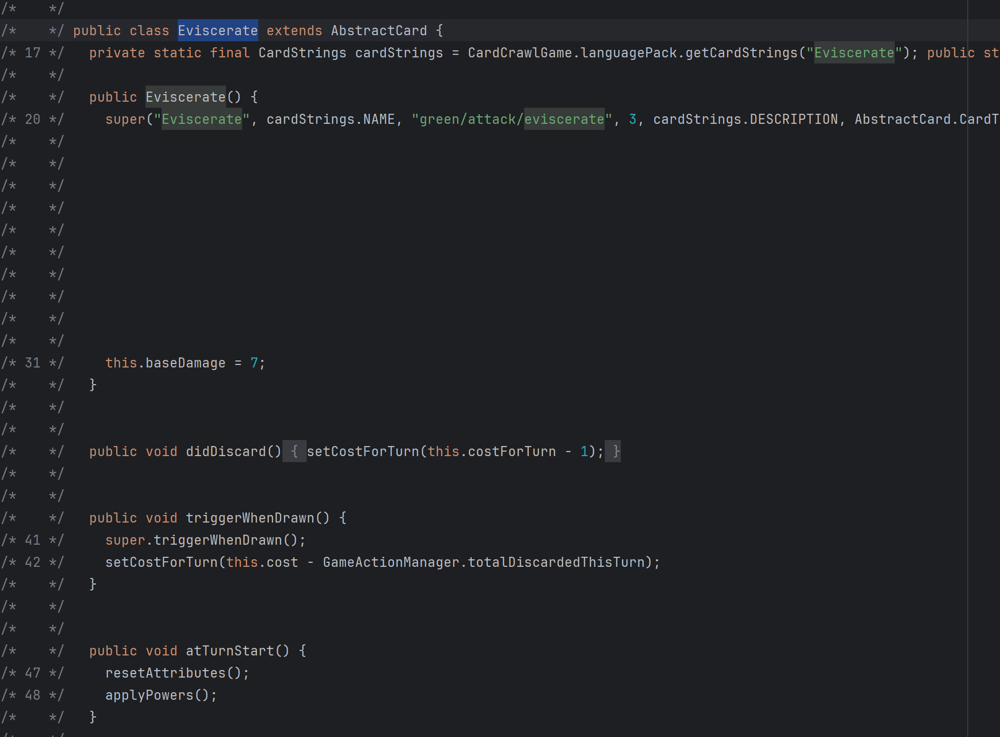 /*    */
/*    */ public class Eviscerate extends AbstractCard {
/* 17 */   private static final CardStrings cardStrings = CardCrawlGame.languagePack.getCardStrings("Eviscerate"); public st
/*    */
/*    */   public Eviscerate() {
/* 20 */     super("Eviscerate", cardStrings.NAME, "green/attack/eviscerate", 3, cardStrings.DESCRIPTION, AbstractCard.CardT
/*    */
/*    */
/*    */
/*    */
/*    */
/*    */
/*    */
/*    */
/*    */
/*    */
/* 31 */     this.baseDamage = 7;
/*    */   }
/*    */
/*    */
/*    */   public void didDiscard() { setCostForTurn(this.costForTurn - 1); }
/*    */
/*    */
/*    */   public void triggerWhenDrawn() {
/* 41 */     super.triggerWhenDrawn();
/* 42 */     setCostForTurn(this.cost - GameActionManager.totalDiscardedThisTurn);
/*    */   }
/*    */
/*    */
/*    */   public void atTurnStart() {
/* 47 */     resetAttributes();
/* 48 */     applyPowers();
/*    */   }